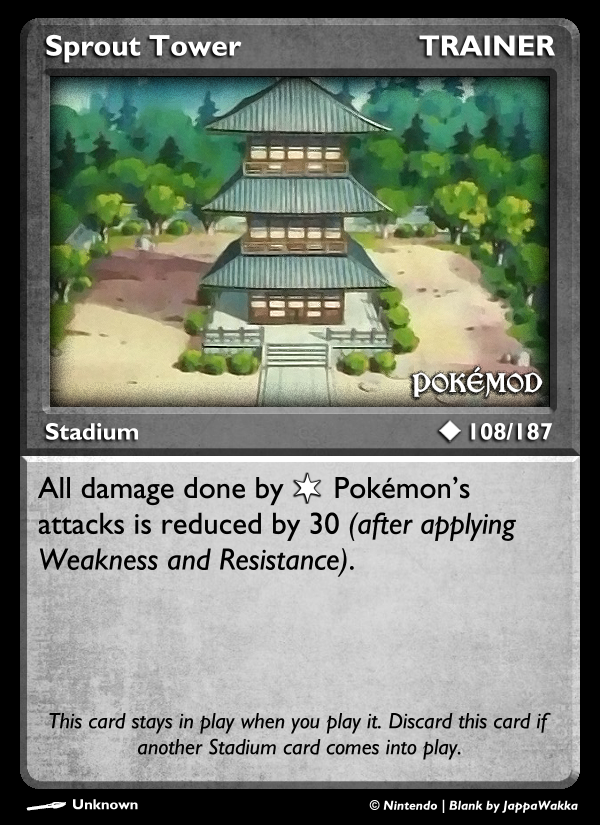 Sprout Tower TRAINER
POKÉMOD
Stadium 108/187
All damage done by Pokémon's
attacks is reduced by 30 (after applying
Weakness and Resistance).
This card stays in play when you play it. Discard this card if
another Stadium card comes into play.
Unknown © Nintendo | Blank by JappaWakka